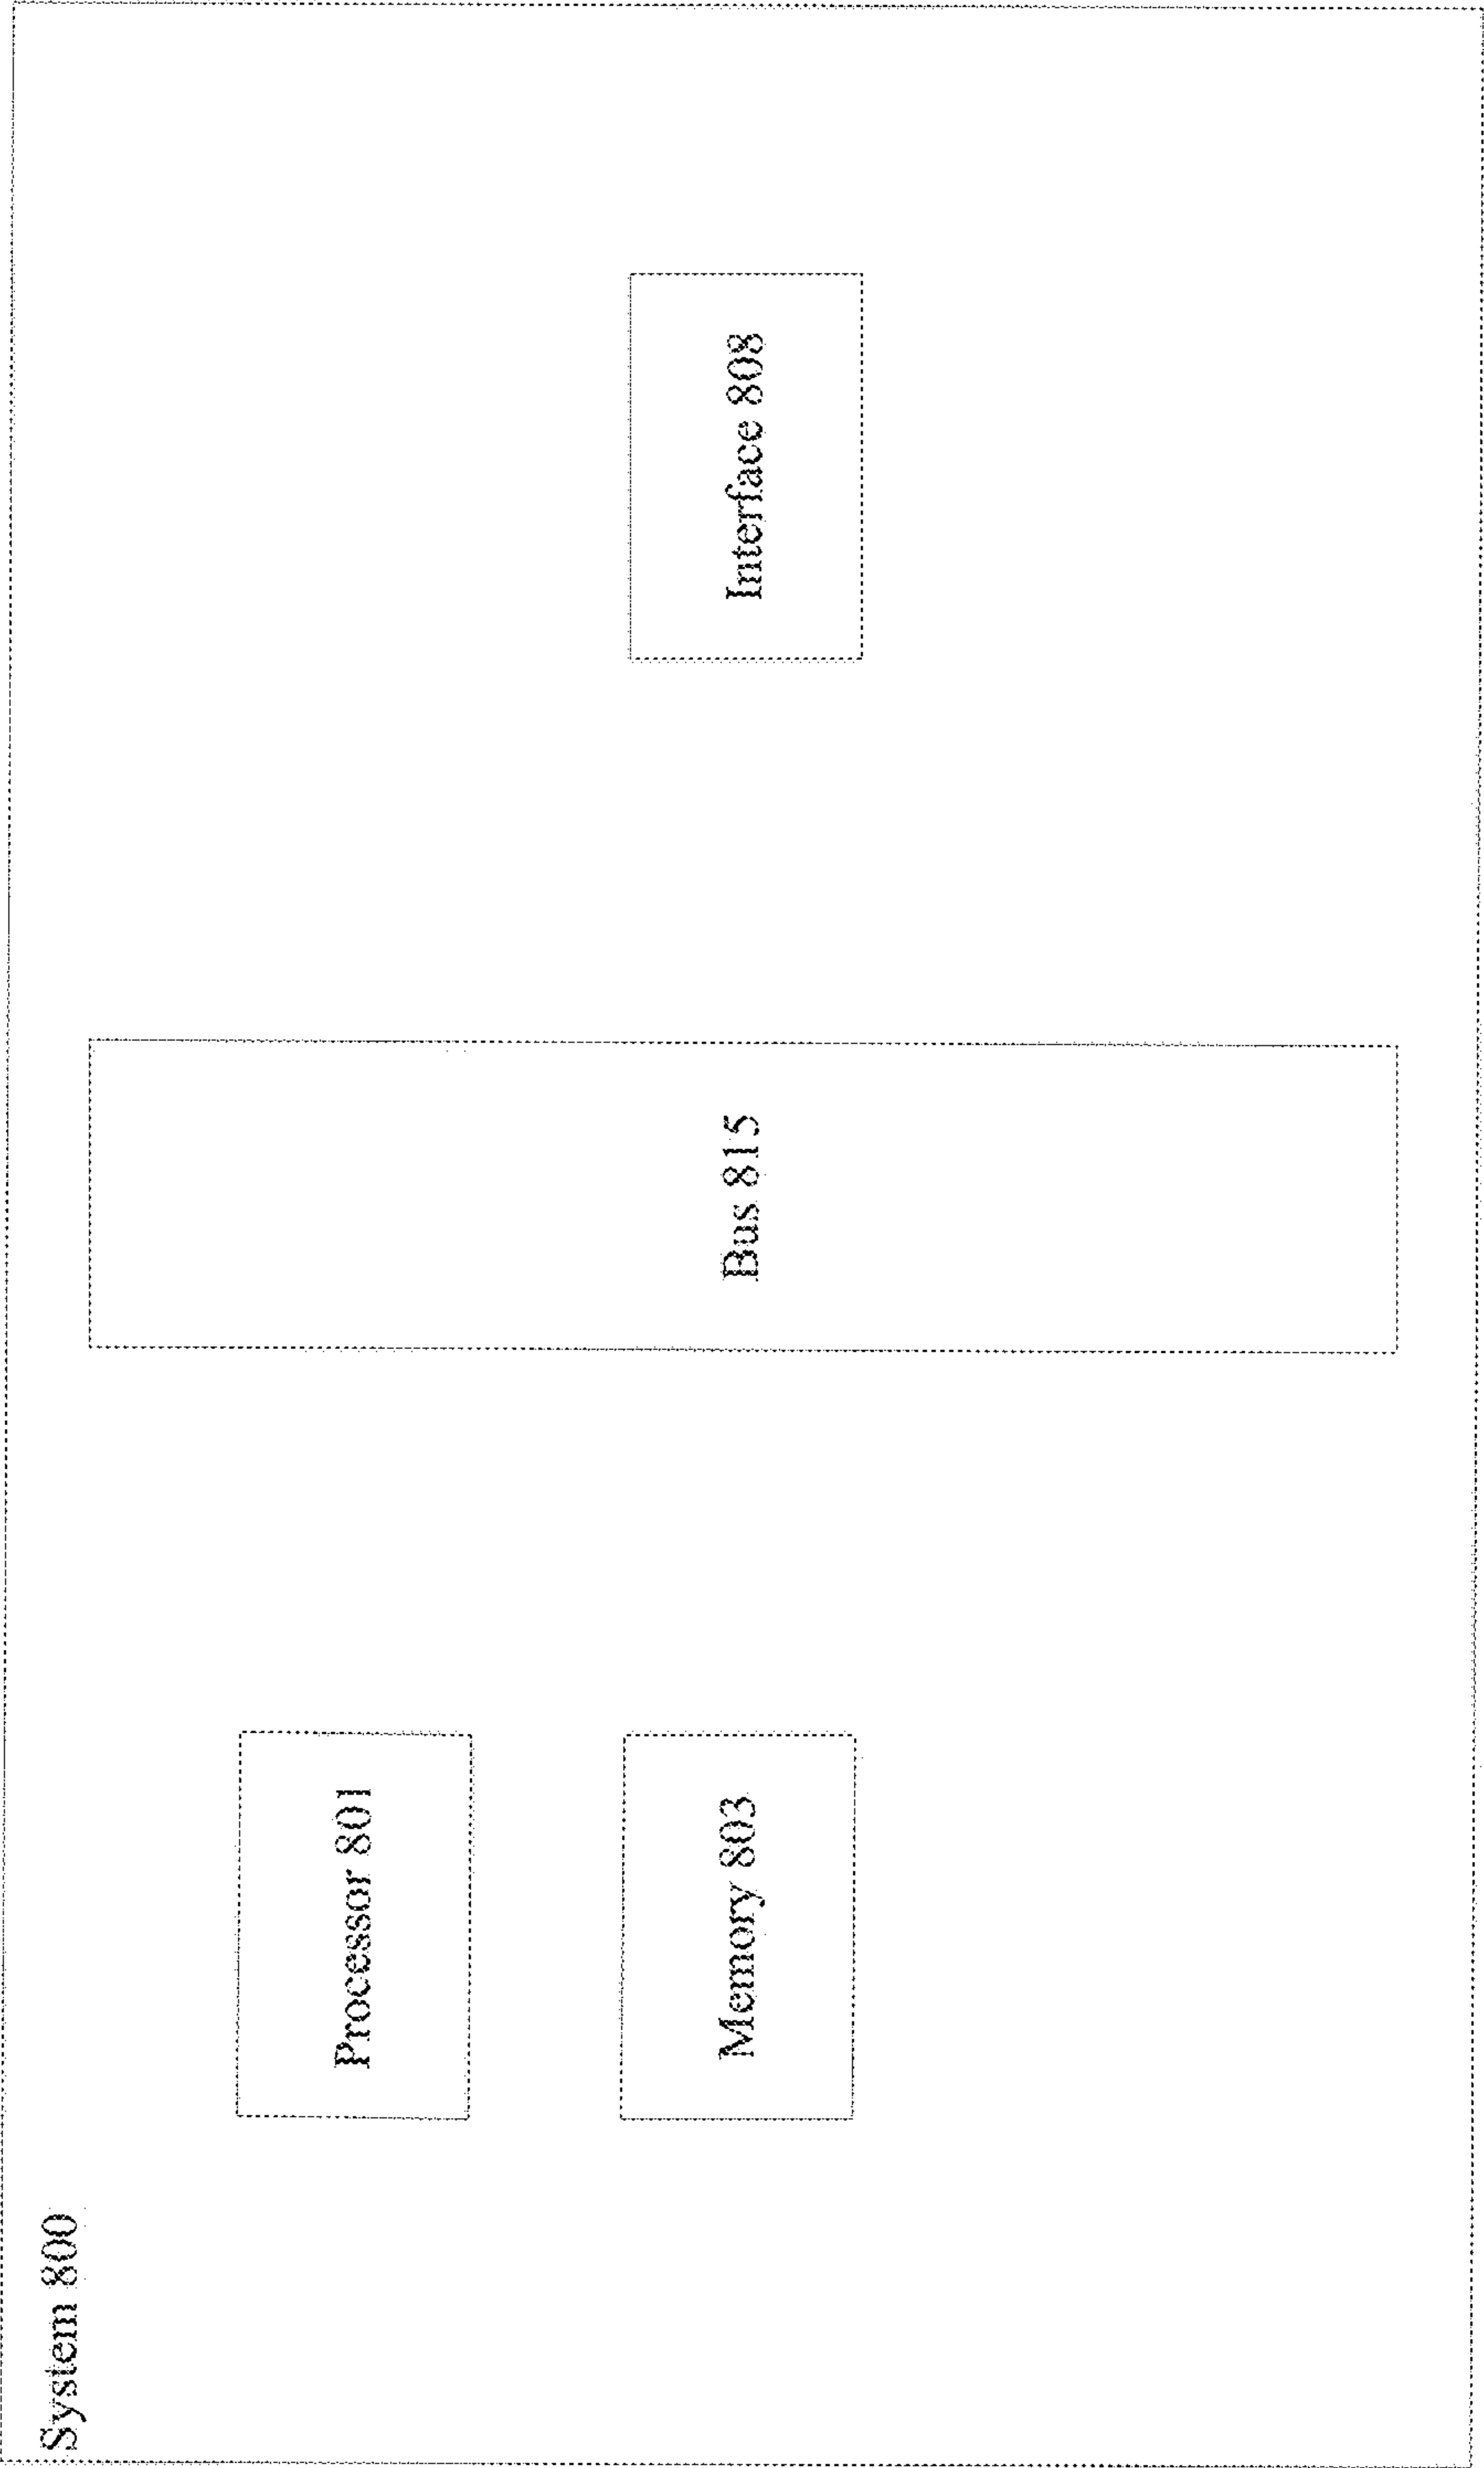 System 800
Processor 801
Memory 803
Bus 815
Interface 808